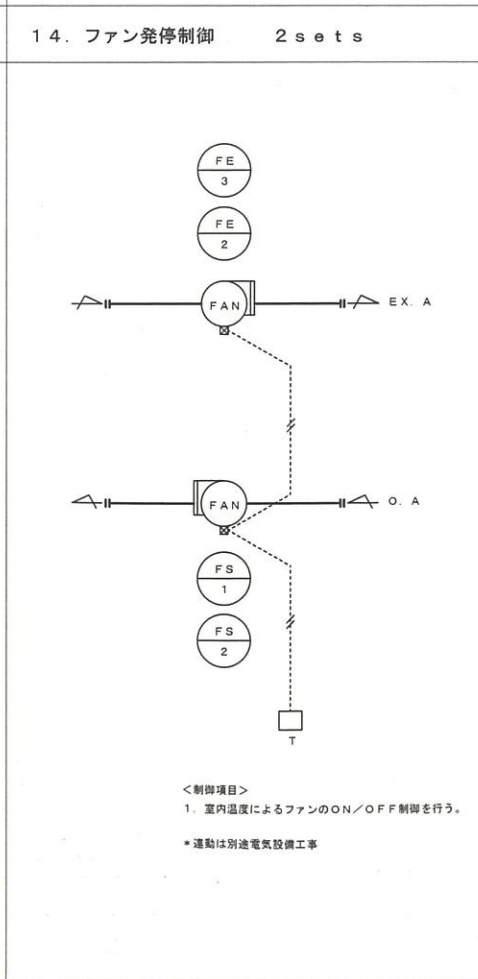 １４．ファン発停制御　２ｓｅｔｓ
ＦＥ
３
ＦＥ
２
ＦＡＮ
ＥＸ．Ａ
ＦＡＮ
Ｏ．Ａ
ＦＳ
１
ＦＳ
２
Ｔ
＜制御項目＞
１．室内温度によるファンのＯＮ／ＯＦＦ制御を行う。
＊連動は別途電気設備工事